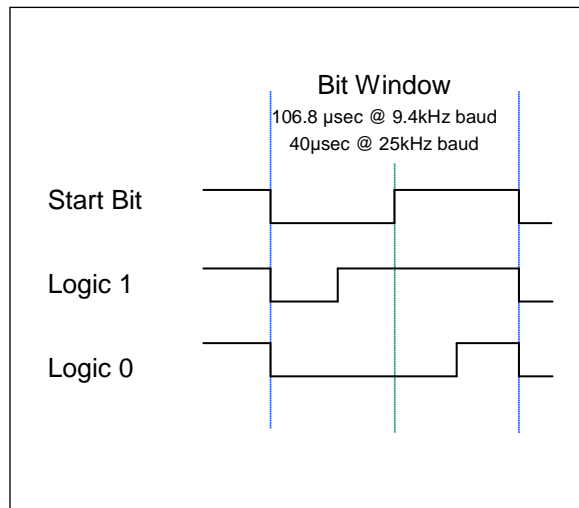 Bit Window
106.8 µsec @ 9.4kHz baud
40µsec @ 25kHz baud
Start Bit
Logic 1
Logic 0